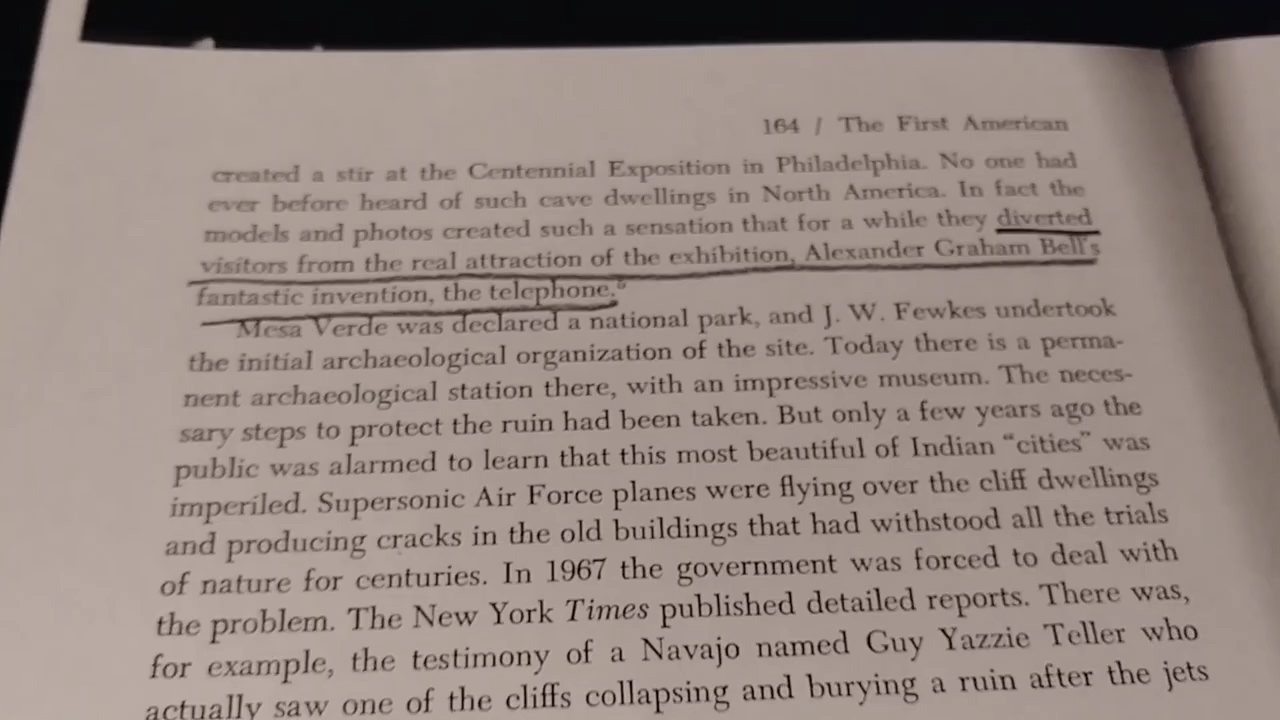 164 / The First American
created a stir at the Centennial Exposition in Philadelphia. No one had
ever before heard of such cave dwellings in North America. In fact the
models and photos created such a sensation that for a while they diverted
visitors from the real attraction of the exhibition, Alexander Graham Bell's
fantastic invention, the telephone.⁸
Mesa Verde was declared a national park, and J. W. Fewkes undertook
the initial archaeological organization of the site. Today there is a perma-
nent archaeological station there, with an impressive museum. The neces-
sary steps to protect the ruin had been taken. But only a few years ago the
public was alarmed to learn that this most beautiful of Indian “cities” was
imperiled. Supersonic Air Force planes were flying over the cliff dwellings
and producing cracks in the old buildings that had withstood all the trials
of nature for centuries. In 1967 the government was forced to deal with
the problem. The New York Times published detailed reports. There was,
for example, the testimony of a Navajo named Guy Yazzie Teller who
actually saw one of the cliffs collapsing and burying a ruin after the jets